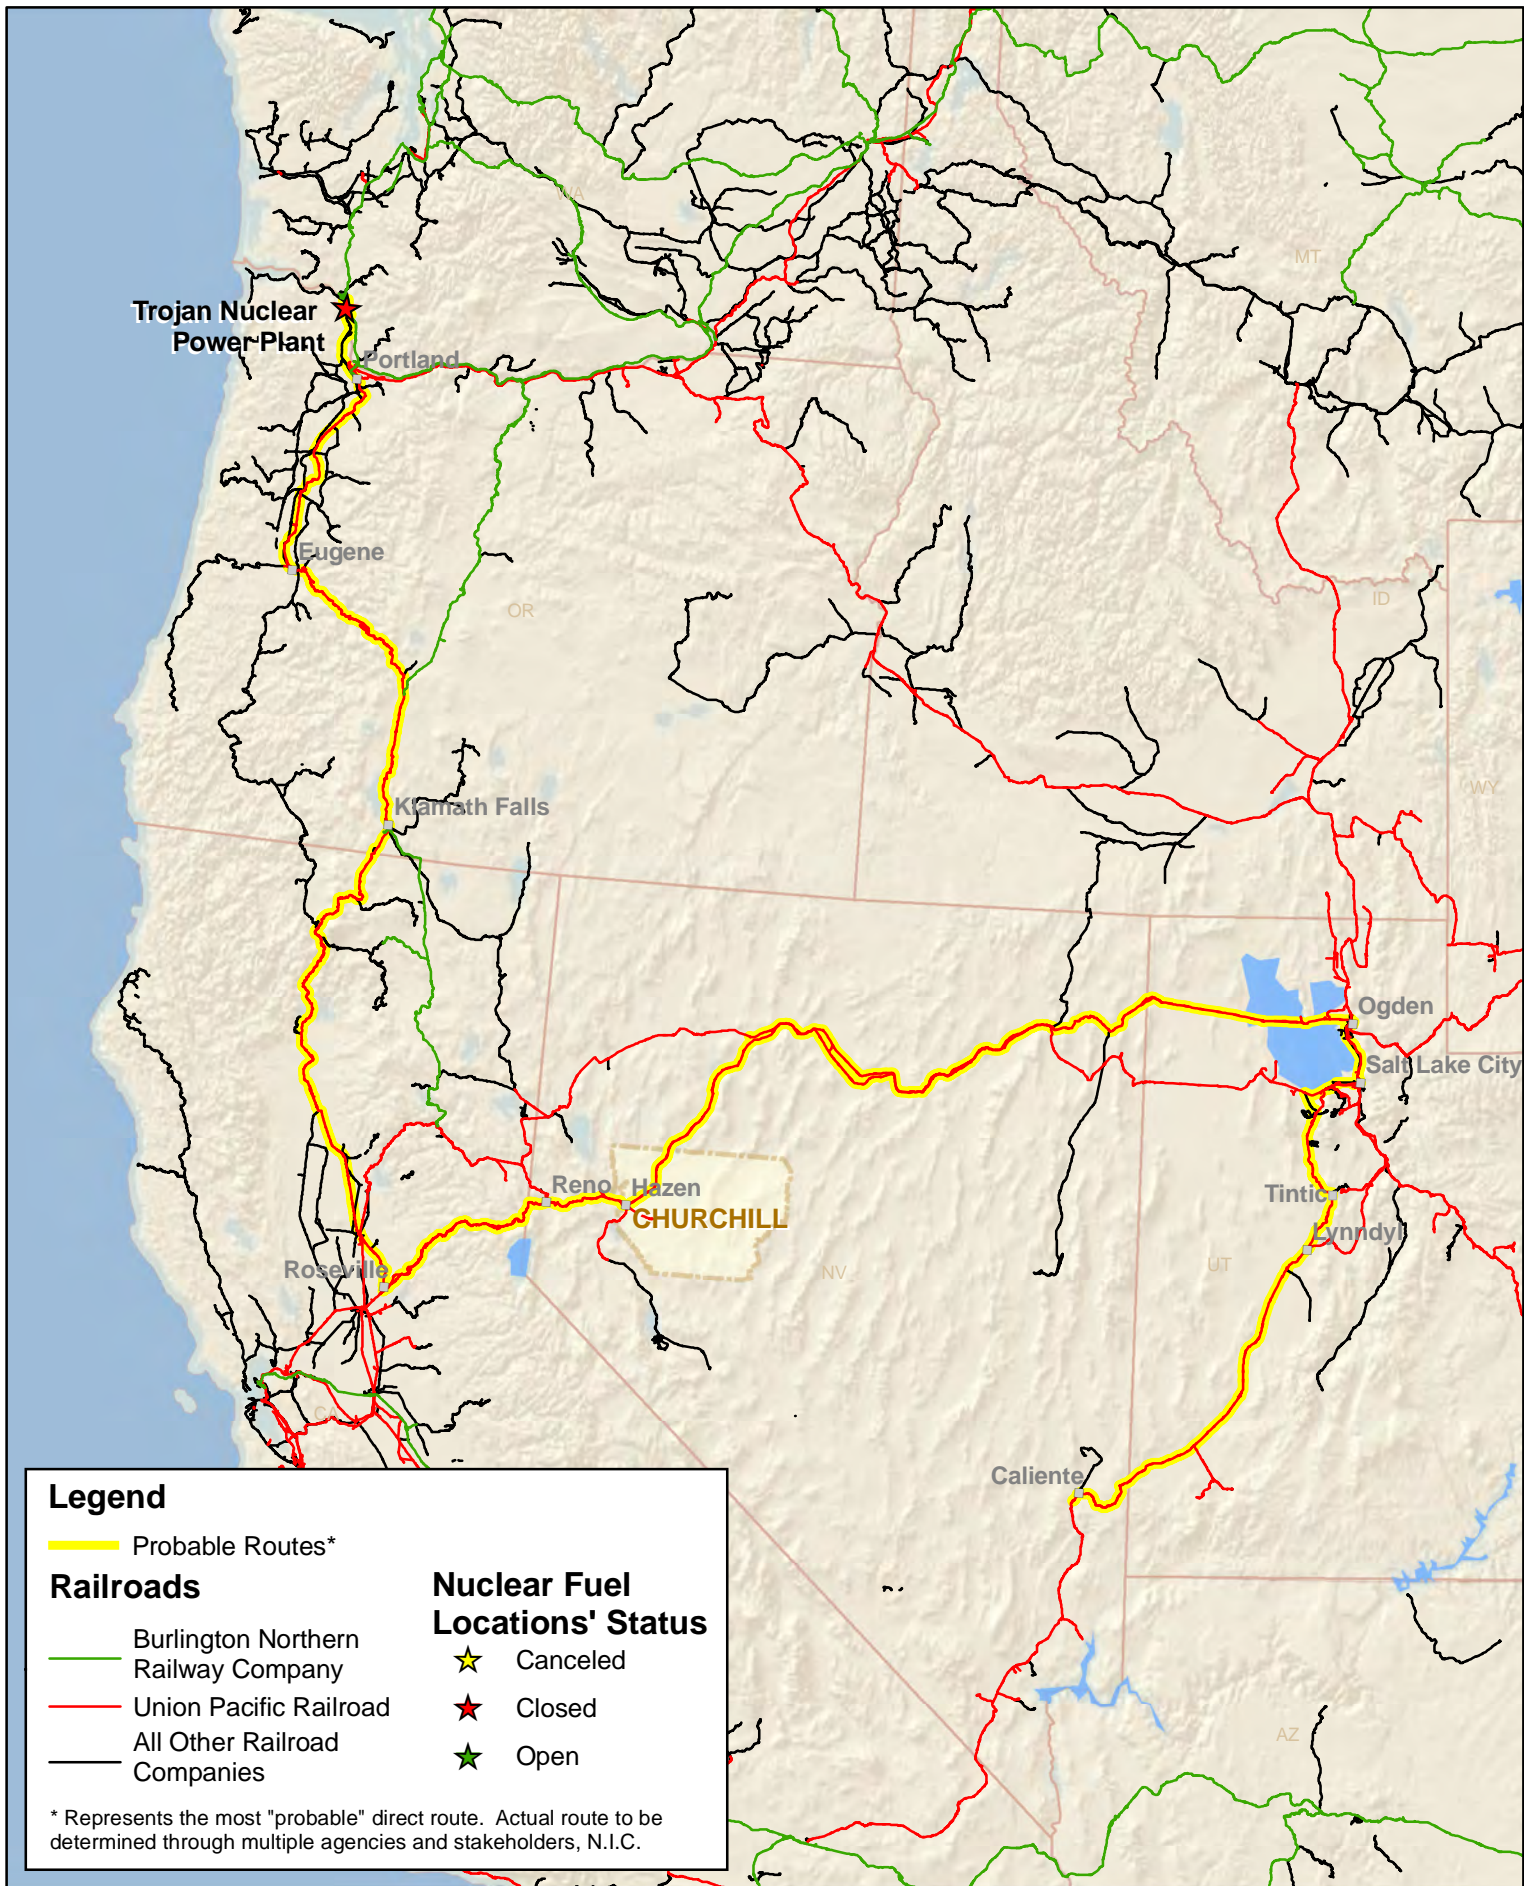 WA
MT
Trojan Nuclear
Power Plant
Portland
Eugene
OR
ID
Klamath Falls
WY
Ogden
Salt Lake City
Reno
Hazen
CHURCHILL
Tintic
Lynndyl
Roseville
NV
UT
CA
Caliente
AZ
Legend
Probable Routes*
Railroads
Burlington Northern
Railway Company
Union Pacific Railroad
All Other Railroad
Companies
Nuclear Fuel
Locations' Status
Canceled
Closed
Open
* Represents the most "probable" direct route. Actual route to be
determined through multiple agencies and stakeholders, N.I.C.